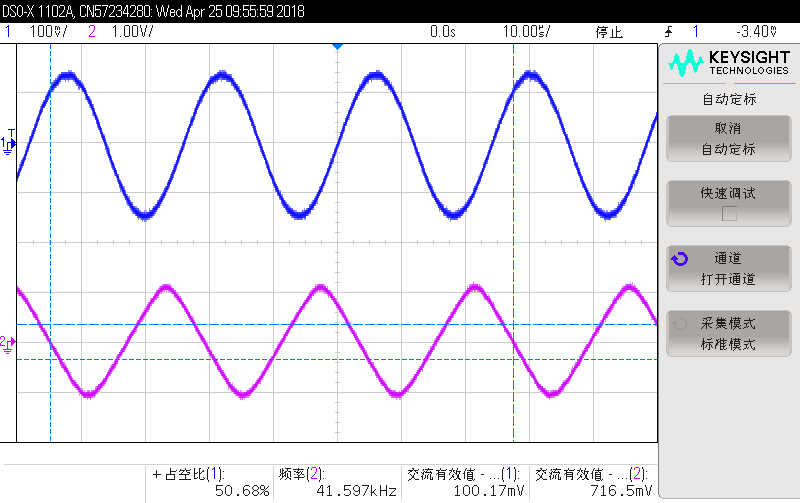 DSO-X 1102A, CN57234280: Wed Apr 25 09:55:59 2018
1 100mV/ 2 1.00V/ 0.0s 10.00us/ 停止 1 -3.40mV
KEYSIGHT
TECHNOLOGIES
自动定标
取消
自动定标
快速调试
通道
打开通道
采集模式
标准模式
T
1
2
+占空比(1): 频率(2): 交流有效值 - ...(1): 交流有效值 - ...(2):
50.68% 41.597kHz 100.17mV 716.5mV